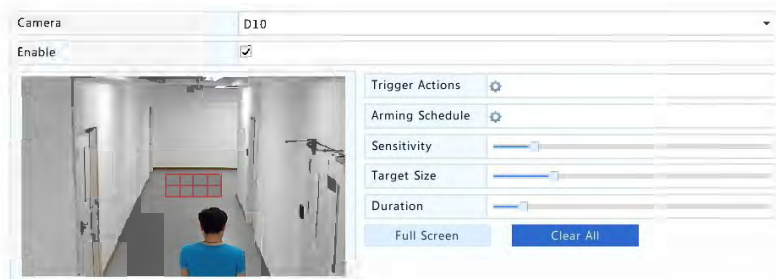 Camera D10
Enable
Trigger Actions
Arming Schedule
Sensitivity
Target Size
Duration
Full Screen Clear All